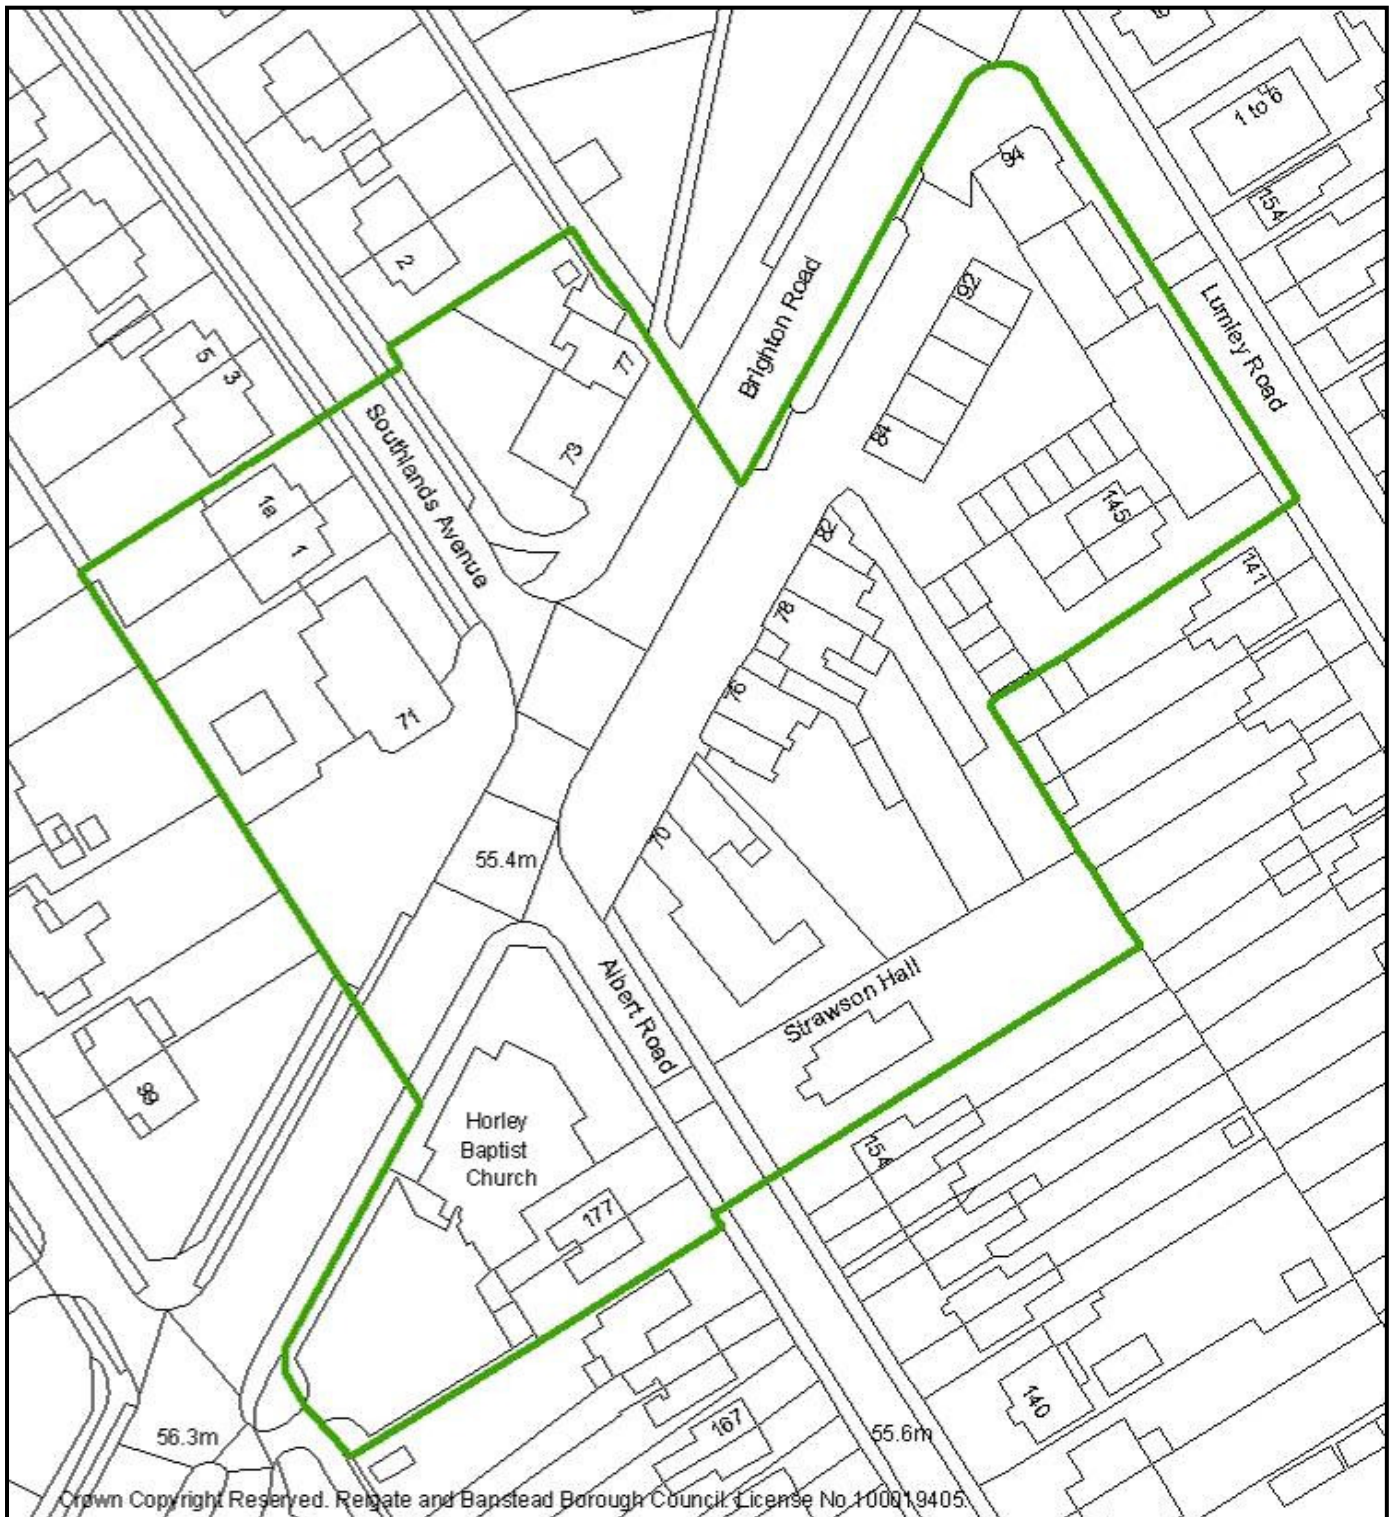 1 to 6
94
154
2
92
Brighton Road
Lumley Road
77
5
3
73
84
Southlands Avenue
1a
1
145
82
141
78
76
71
70
55.4m
Strawson Hall
Albert Road
Horley
Baptist
Church
154
177
140
167
55.6m
56.3m
Crown Copyright Reserved. Reigate and Banstead Borough Council. License No.100019405.